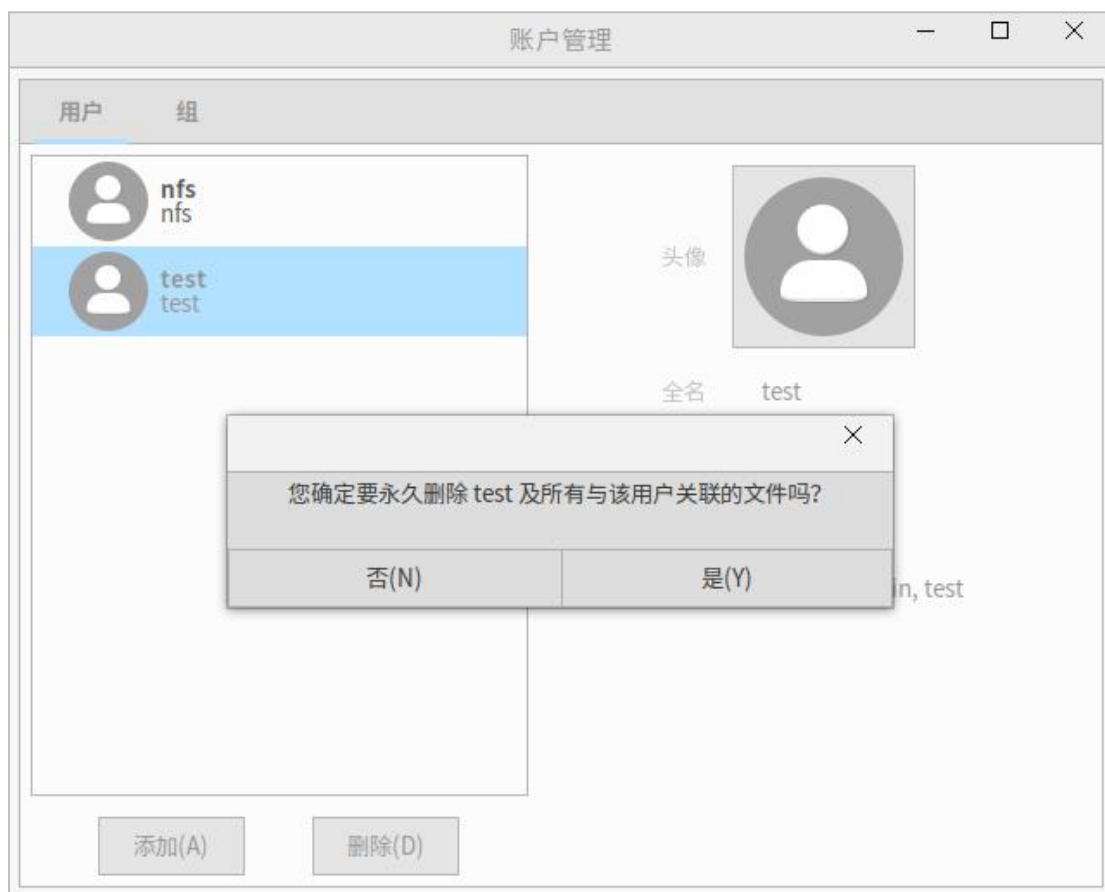 账户管理
用户
组
nfs
nfs
test
test
头像
全名
test
您确定要永久删除 test 及所有与该用户关联的文件吗?
否(N)
是(Y)
in, test
添加(A)
删除(D)